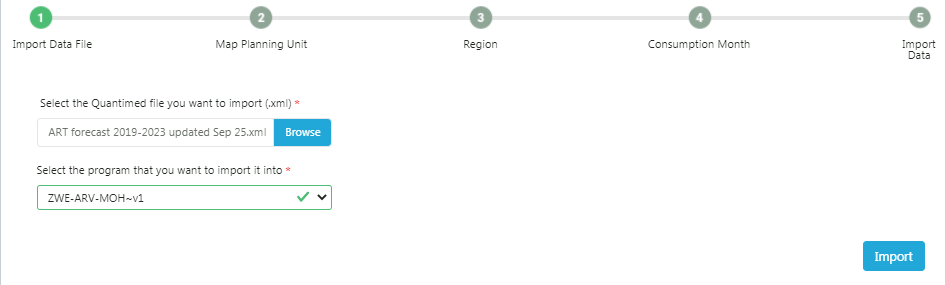 1 2 3 4 5
Import Data File Map Planning Unit Region Consumption Month Import
Data
Select the Quantimed file you want to import (.xml) *
ART forecast 2019-2023 updated Sep 25.xml Browse
Select the program that you want to import it into *
ZWE-ARV-MOH~v1
Import